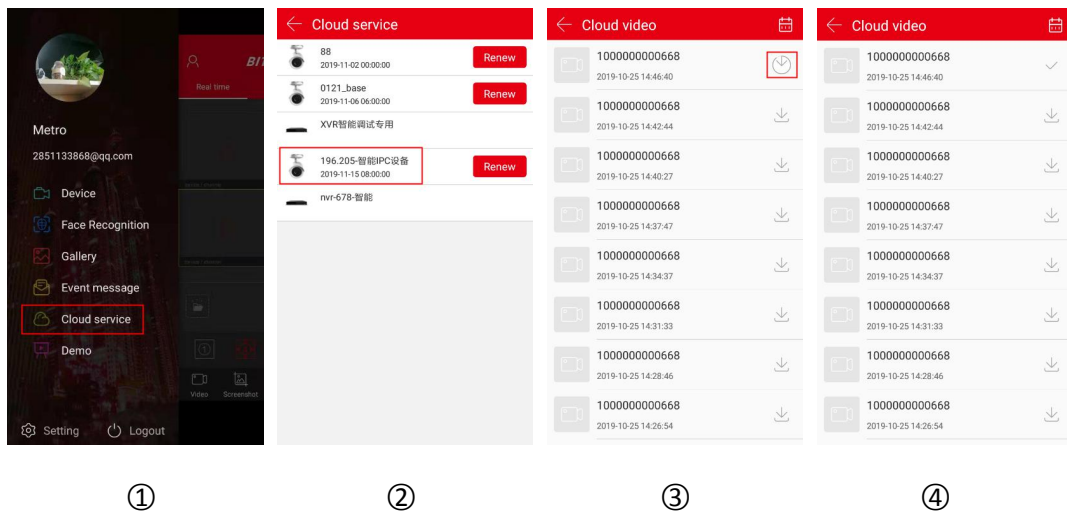 Metro
2851133868@qq.com
Device
Face Recognition
Gallery
Event message
Cloud service
Demo
Setting
Logout
Real time
Video
Screenshot
Cloud service
88
2019-11-02 00:00:00
Renew
0121_base
2019-11-06 06:00:00
Renew
XVR智能调试专用
196.205-智能IPC设备
2019-11-15 08:00:00
Renew
nvr-678-智能
Cloud video
1000000000668
2019-10-25 14:46:40
1000000000668
2019-10-25 14:42:44
1000000000668
2019-10-25 14:40:27
1000000000668
2019-10-25 14:37:47
1000000000668
2019-10-25 14:34:37
1000000000668
2019-10-25 14:31:33
1000000000668
2019-10-25 14:28:46
1000000000668
2019-10-25 14:26:54
Cloud video
1000000000668
2019-10-25 14:46:40
1000000000668
2019-10-25 14:42:44
1000000000668
2019-10-25 14:40:27
1000000000668
2019-10-25 14:37:47
1000000000668
2019-10-25 14:34:37
1000000000668
2019-10-25 14:31:33
1000000000668
2019-10-25 14:28:46
1000000000668
2019-10-25 14:26:54
① ② ③ ④